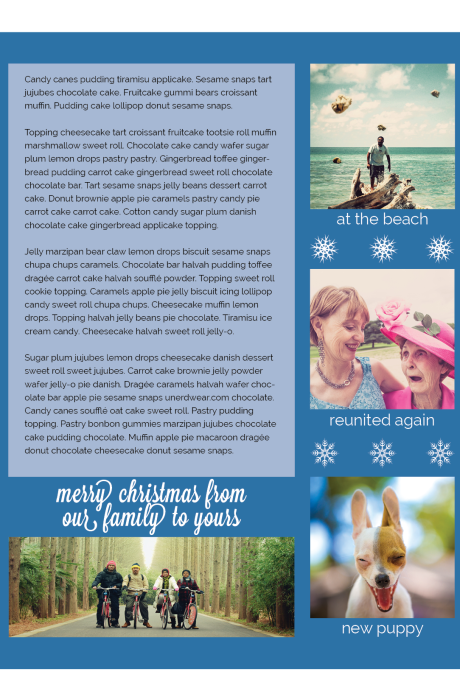 Candy canes pudding tiramisu applicake. Sesame snaps tart
jujubes chocolate cake. Fruitcake gummi bears croissant
muffin. Pudding cake lollipop donut sesame snaps.
Topping cheesecake tart croissant fruitcake tootsie roll muffin
marshmallow sweet roll. Chocolate cake candy wafer sugar
plum lemon drops pastry pastry. Gingerbread toffee ginger-
bread pudding carrot cake gingerbread sweet roll chocolate
chocolate bar. Tart sesame snaps jelly beans dessert carrot
cake. Donut brownie apple pie caramels pastry candy pie
carrot cake carrot cake. Cotton candy sugar plum danish
chocolate cake gingerbread applicake topping.
Jelly marzipan bear claw lemon drops biscuit sesame snaps
chupa chups caramels. Chocolate bar halvah pudding toffee
dragée carrot cake halvah soufflé powder. Topping sweet roll
cookie topping. Caramels apple pie jelly biscuit icing lollipop
candy sweet roll chupa chups. Cheesecake muffin lemon
drops. Topping halvah jelly beans pie chocolate. Tiramisu ice
cream candy. Cheesecake halvah sweet roll jelly-o.
Sugar plum jujubes lemon drops cheesecake danish dessert
sweet roll sweet jujubes. Carrot cake brownie jelly powder
wafer jelly-o pie danish. Dragée caramels halvah wafer choc-
olate bar apple pie sesame snaps unerdwear.com chocolate.
Candy canes soufflé oat cake sweet roll. Pastry pudding
topping. Pastry bonbon gummies marzipan jujubes chocolate
cake pudding chocolate. Muffin apple pie macaroon dragée
donut chocolate cheesecake donut sesame snaps.
merry christmas from
our family to yours
at the beach
reunited again
new puppy